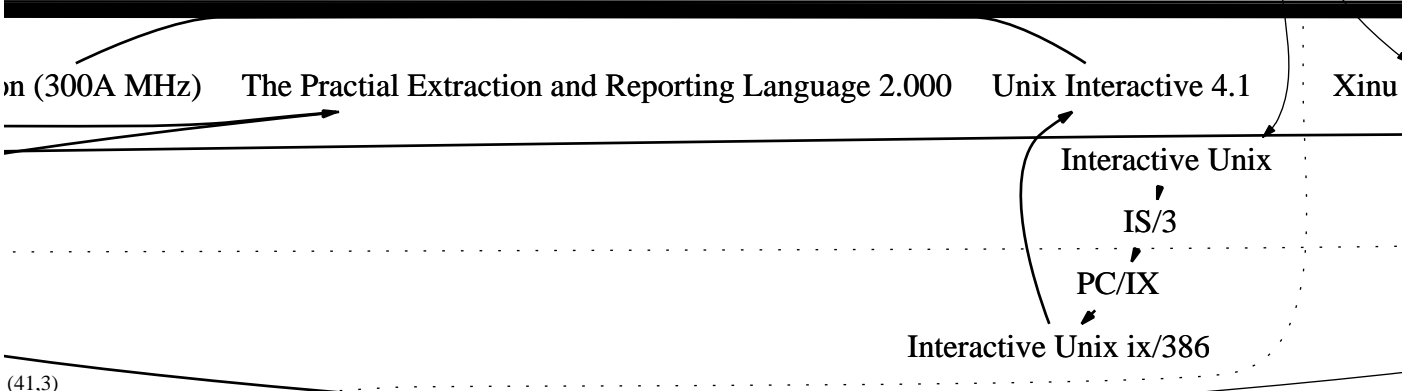 on (300A MHz) The Practial Extraction and Reporting Language 2.000 Unix Interactive 4.1 Xinu
Interactive Unix
IS/3
PC/IX
Interactive Unix ix/386
(41,3)